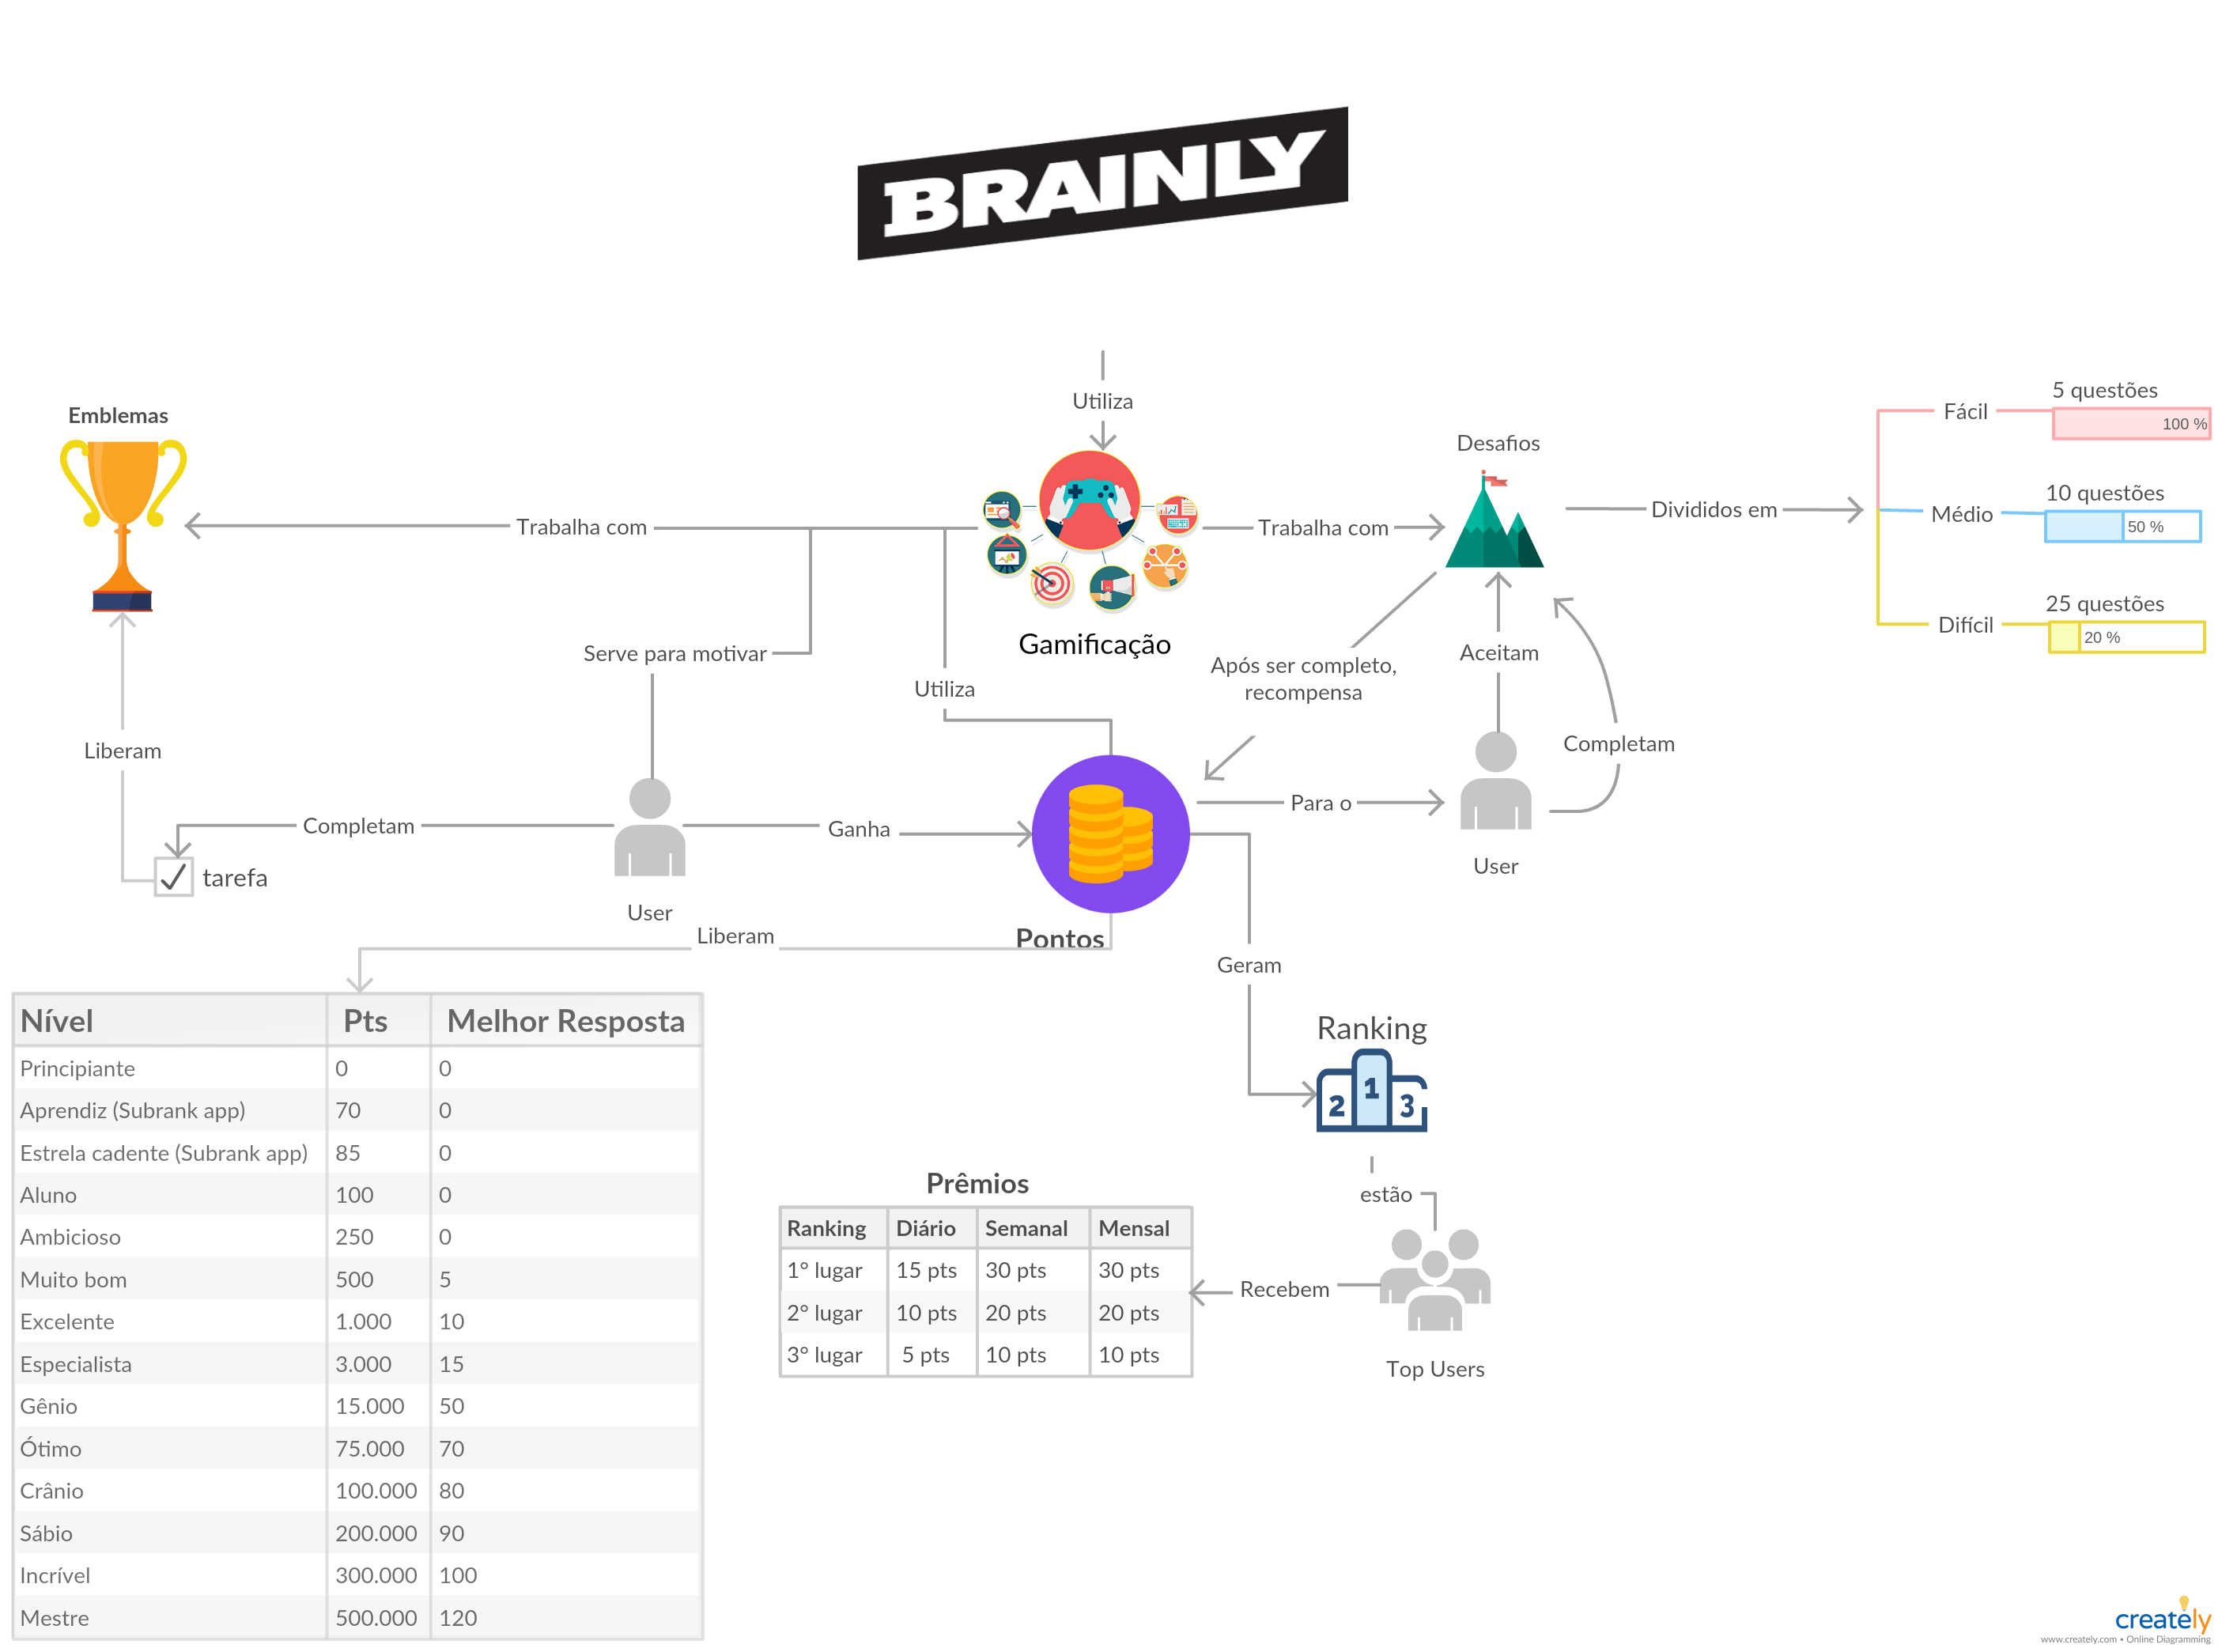 BRAINLY
Utiliza
Emblemas
Trabalha com
Gamificação
Trabalha com
Desafios
Divididos em
Fácil
5 questões
100 %
Médio
10 questões
50 %
Difícil
25 questões
20 %
Serve para motivar
Utiliza
Após ser completo,
recompensa
Aceitam
Completam
Liberam
Completam
tarefa
User
Ganha
Pontos
Para o
User
Liberam
Geram
Nível Pts Melhor Resposta
Principiante 0 0
Aprendiz (Subrank app) 70 0
Estrela cadente (Subrank app) 85 0
Aluno 100 0
Ambicioso 250 0
Muito bom 500 5
Excelente 1.000 10
Especialista 3.000 15
Gênio 15.000 50
Ótimo 75.000 70
Crânio 100.000 80
Sábio 200.000 90
Incrível 300.000 100
Mestre 500.000 120
Ranking
2 1 3
estão
Top Users
Recebem
Prêmios
Ranking Diário Semanal Mensal
1° lugar 15 pts 30 pts 30 pts
2° lugar 10 pts 20 pts 20 pts
3° lugar 5 pts 10 pts 10 pts
creately
www.creately.com • Online Diagramming